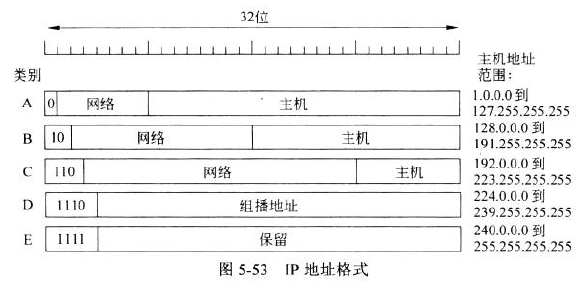 32位
类别
主机地址
范围：
A 0 网络 主机 1.0.0.0 到
127.255.255.255
B 10 网络 主机 128.0.0.0 到
191.255.255.255
C 110 网络 主机 192.0.0.0 到
223.255.255.255
D 1110 组播地址 224.0.0.0 到
239.255.255.255
E 1111 保留 240.0.0.0 到
255.255.255.255
图 5-53 IP 地址格式